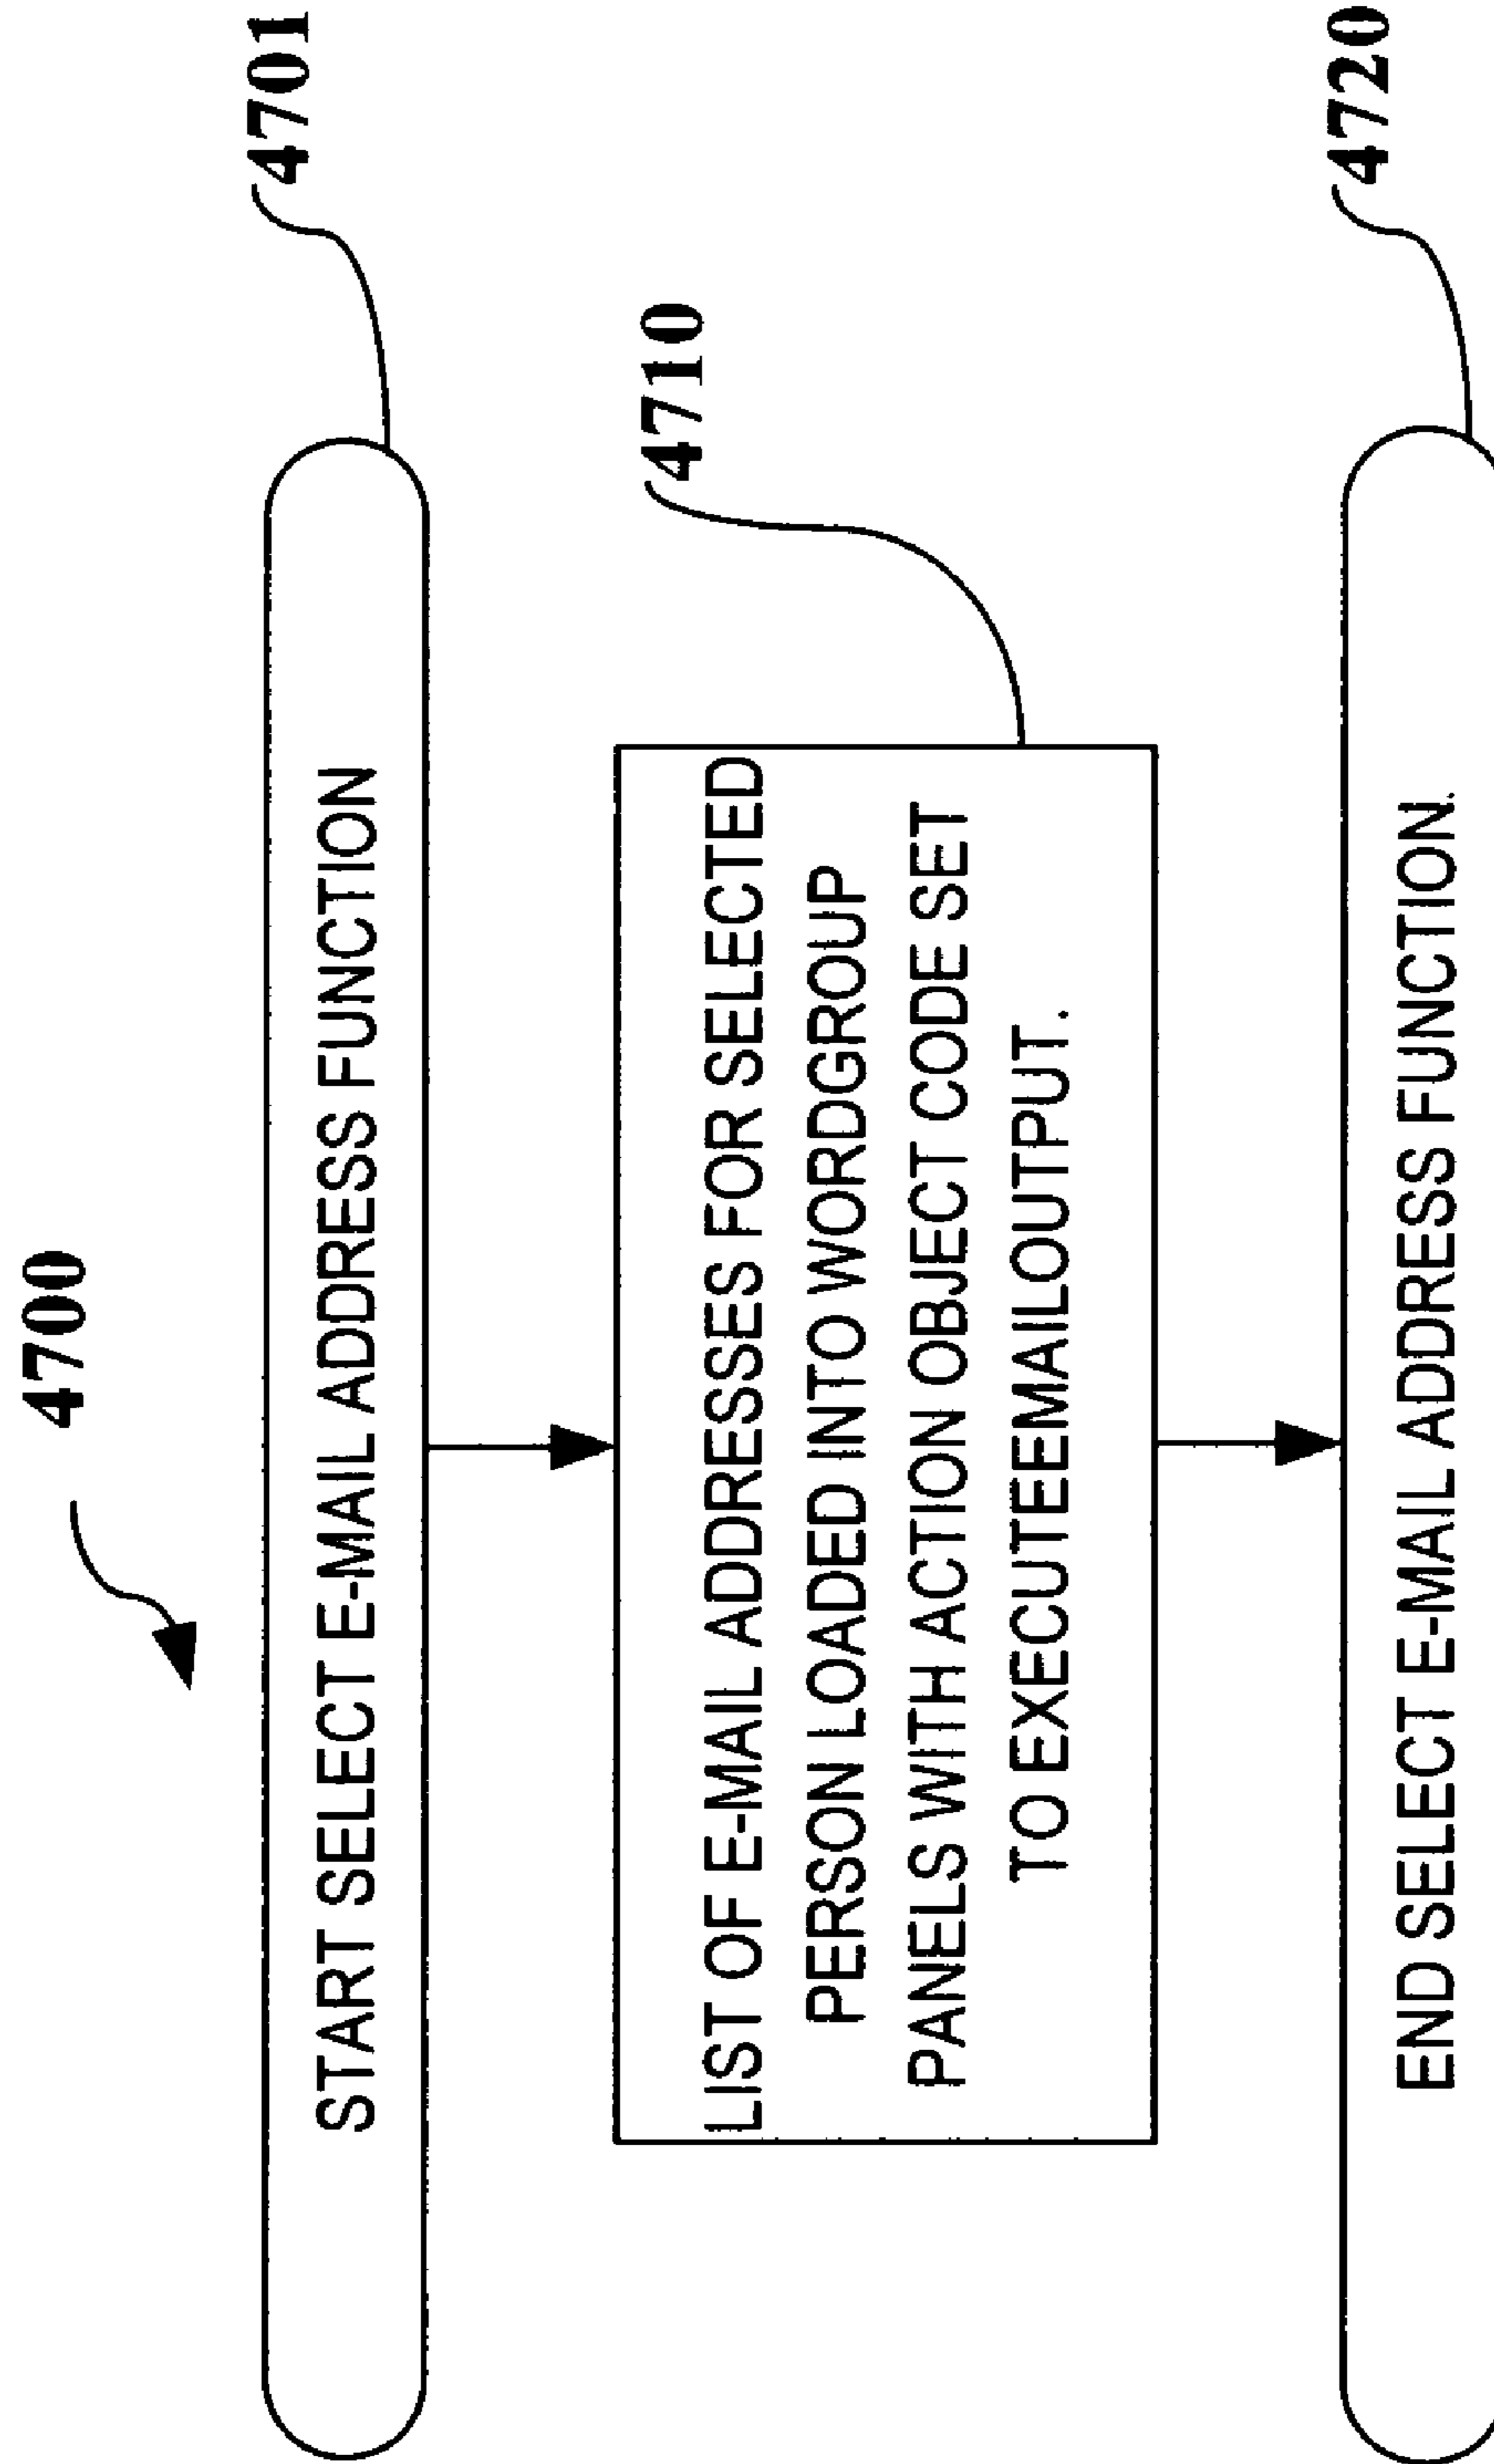 4700
4701
START SELECT E-MAIL ADDRESS FUNCTION
4710
LIST OF E-MAIL ADDRESSES FOR SELECTED
PERSON LOADED INTO WORDGROUP
PANELS WITH ACTION OBJECT CODE SET
TO EXECUTEEMAILOUTPUT.
4720
END SELECT E-MAIL ADDRESS FUNCTION.